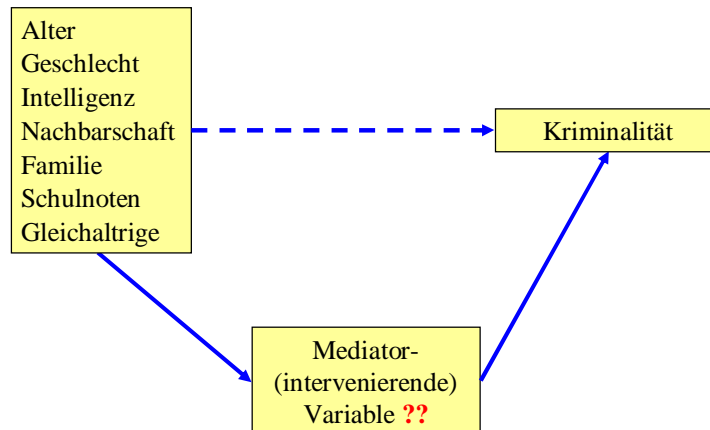 Alter
Geschlecht
Intelligenz
Nachbarschaft
Familie
Schulnoten
Gleichaltrige
Kriminalität
Mediator-
(intervenierende)
Variable ??